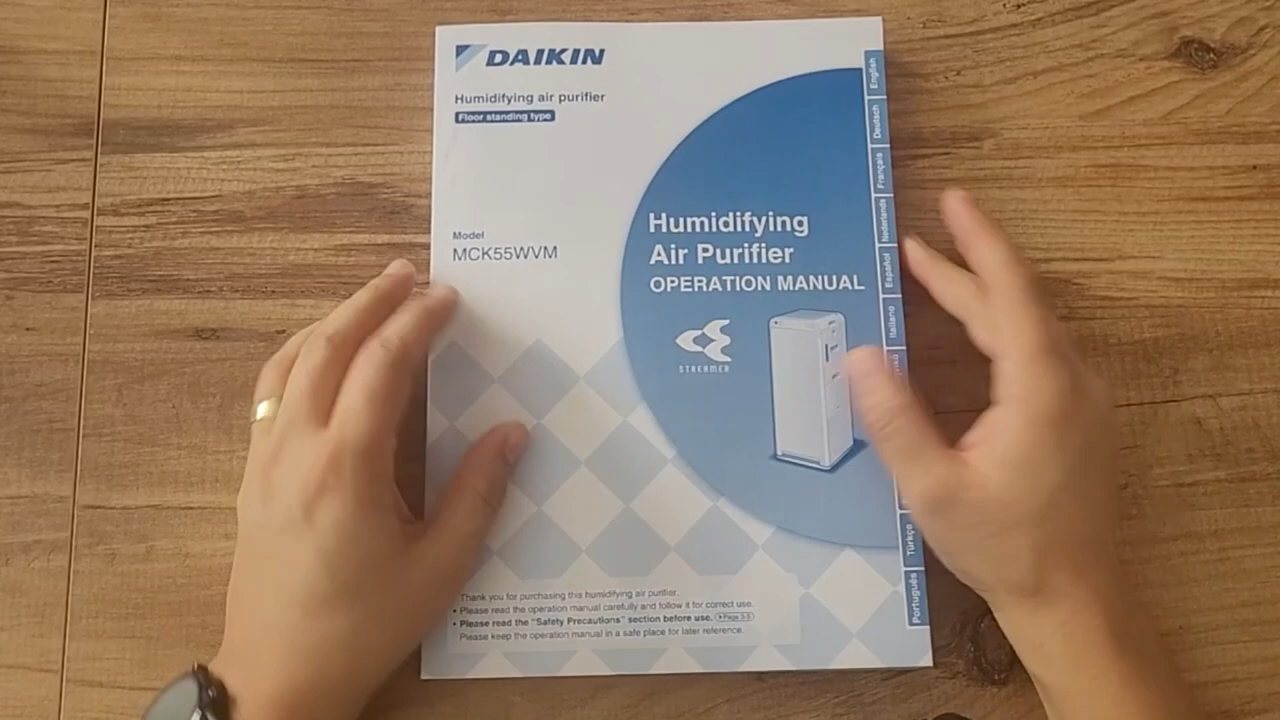 DAIKIN
Humidifying air purifier
Floor standing type
Model
MCK55WVM
Humidifying
Air Purifier
OPERATION MANUAL
STREAMER
English
Deutsch
Français
Nederlands
Español
Italiano
Türkçe
Português
Thank you for purchasing this humidifying air purifier.
• Please read the operation manual carefully and follow it for correct use.
• Please read the "Safety Precautions" section before use.
Please keep the operation manual in a safe place for later reference.